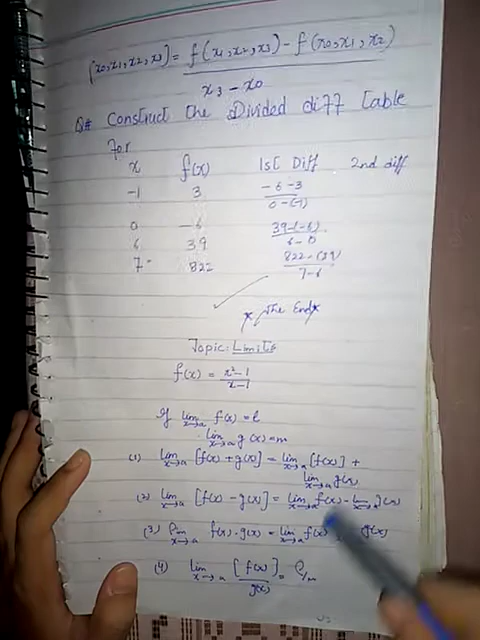 [x0,x1,x2,x3] = f(x1,x2,x3) - f(x0,x1,x2) / x3 - x0
Q# Construct the Divided diff table
for
x f(x) 1st Diff 2nd diff
-1 3 -6-3 / 0-(-1)
0 -6 39-(-6) / 6-0
6 39 822-(39) / 7-6
7 822
* The End *
Topic: Limits
f(x) = x²-1 / x-1
If lim x→a f(x) = l
lim x→a g(x) = m
(1) lim x→a [f(x) + g(x)] = lim x→a [f(x)] +
lim x→a g(x)
(2) lim x→a [f(x) - g(x)] = lim x→a f(x) - lim x→a g(x)
(3) lim x→a f(x) . g(x) = lim x→a f(x) g(x)
(4) lim x→a [f(x) / g(x)] = l/m